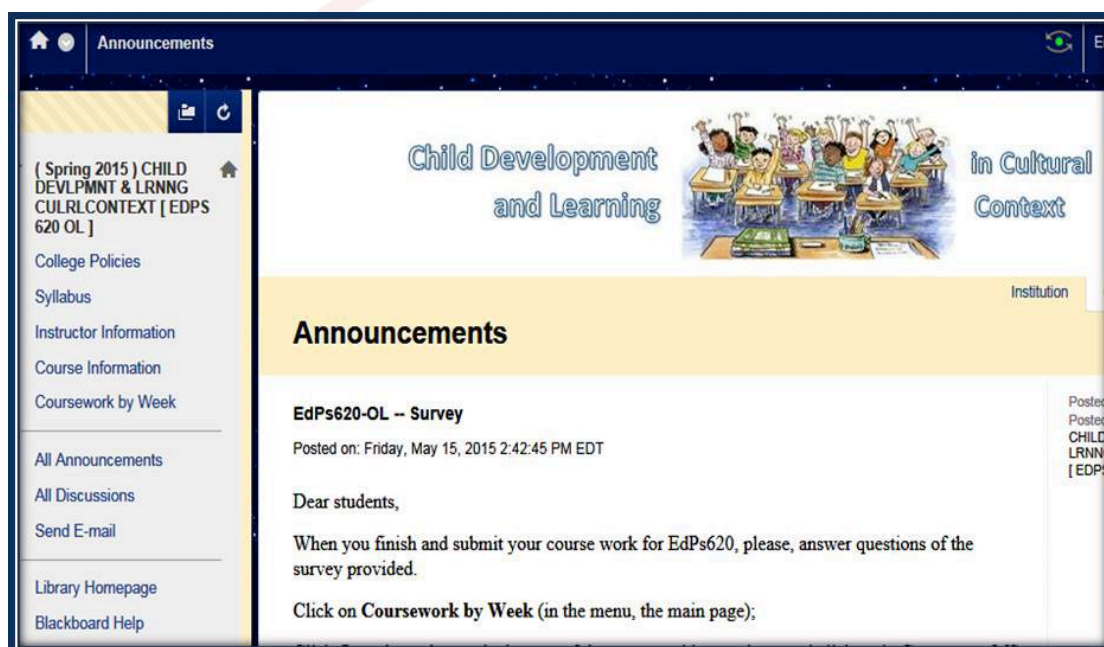 Announcements
E
( Spring 2015 ) CHILD
DEVLPMNT & LRNNG
CULRLCONTEXT [ EDPS
620 OL ]
College Policies
Syllabus
Instructor Information
Course Information
Coursework by Week
All Announcements
All Discussions
Send E-mail
Library Homepage
Blackboard Help
Child Development
and Learning
in Cultural
Context
Institution
Announcements
EdPs620-OL -- Survey
Posted on: Friday, May 15, 2015 2:42:45 PM EDT
Dear students,
When you finish and submit your course work for EdPs620, please, answer questions of the
survey provided.
Click on Coursework by Week (in the menu, the main page);
Posted
Posted
CHILD
LRNN
[ EDPS